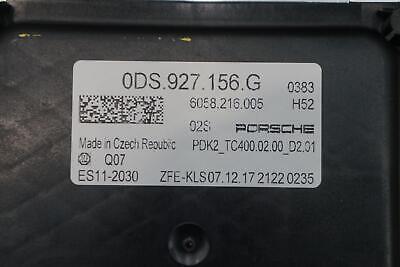 0DS.927.156.G 0383
6058.216.005 H52
02S PORSCHE
Made in Czech Republic PDK2_TC400.02.00_D2.01
Q07
ES11-2030 ZFE-KLS07.12.17 2122 0235